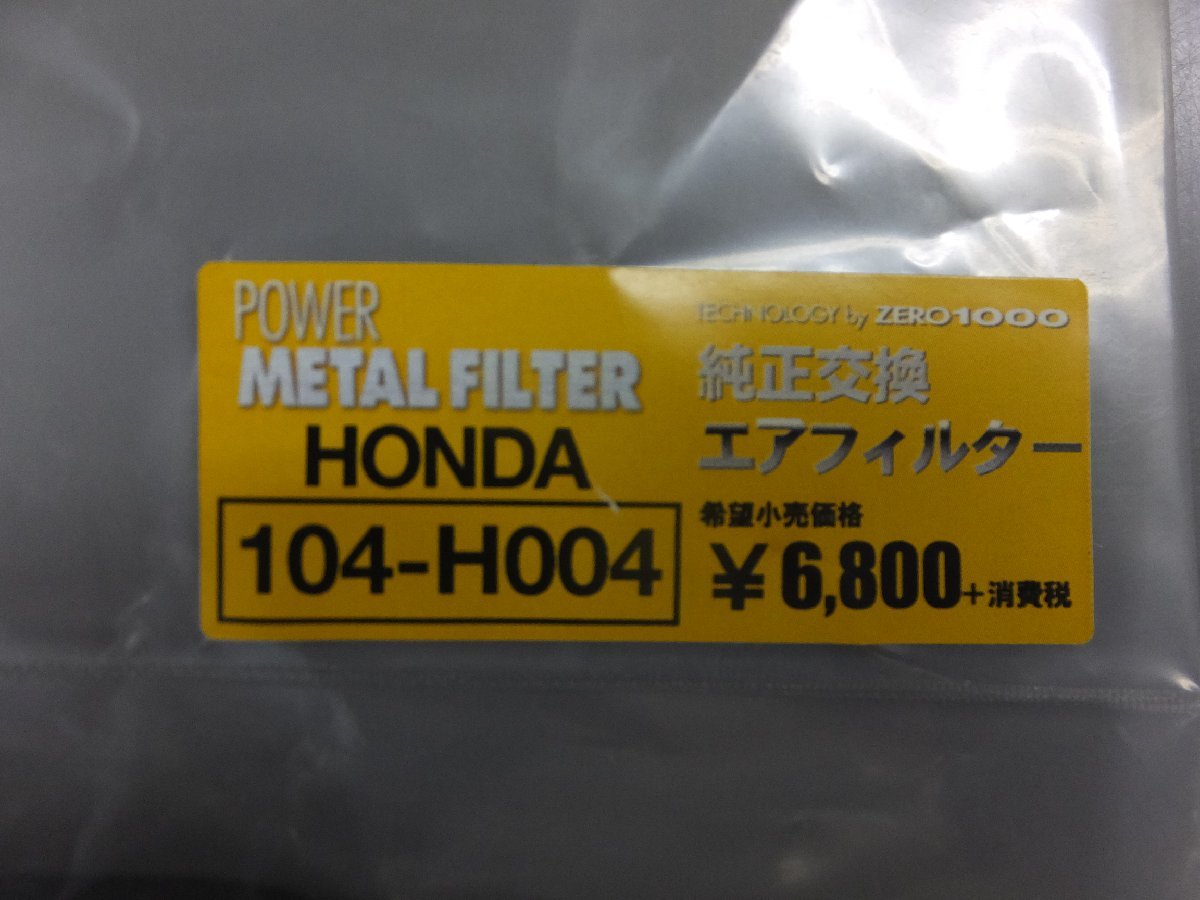 POWER
METAL FILTER
HONDA
104-H004
TECHNOLOGY by ZERO1000
純正交換
エアフィルター
希望小売価格
¥6,800+消費税